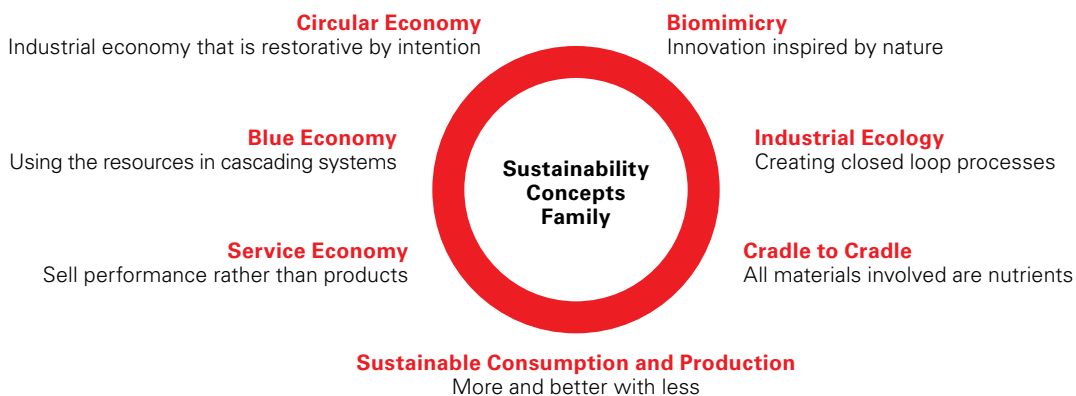 Circular Economy
Industrial economy that is restorative by intention
Biomimicry
Innovation inspired by nature
Blue Economy
Using the resources in cascading systems
Industrial Ecology
Creating closed loop processes
Sustainability
Concepts
Family
Service Economy
Sell performance rather than products
Cradle to Cradle
All materials involved are nutrients
Sustainable Consumption and Production
More and better with less